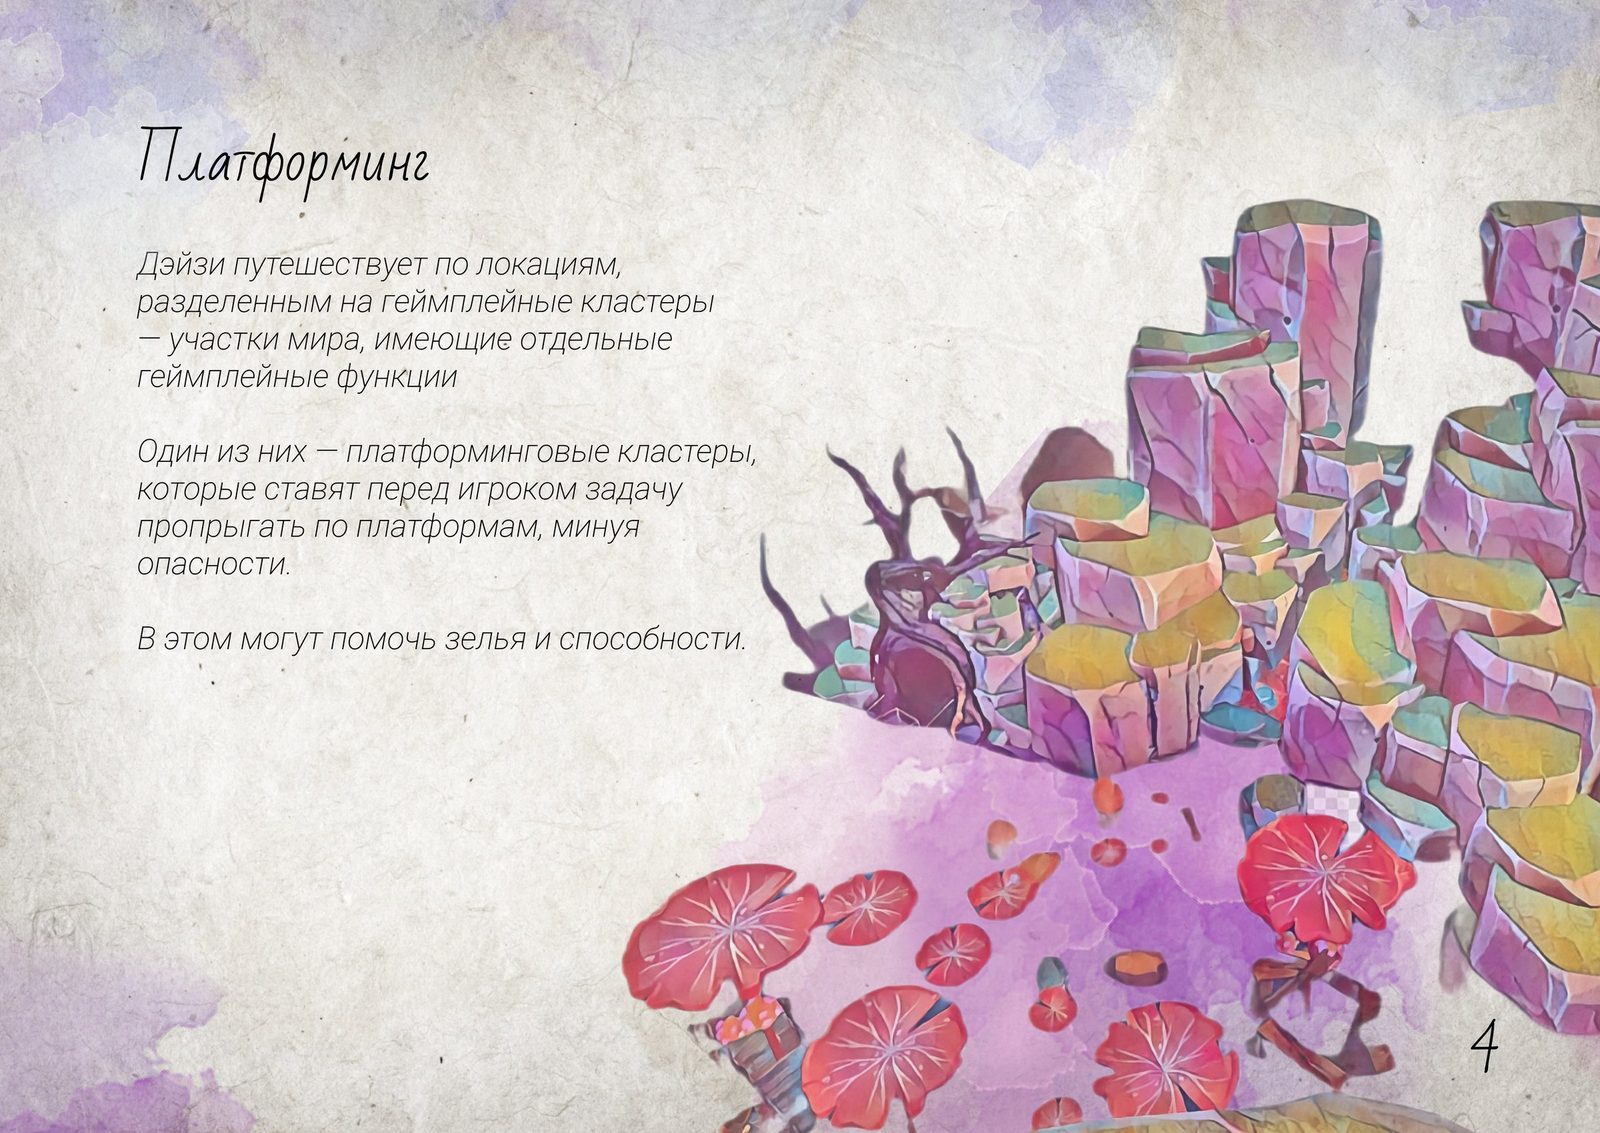 Платформинг
Дэйзи путешествует по локациям,
разделенным на геймплейные кластеры
— участки мира, имеющие отдельные
геймплейные функции
Один из них — платформинговые кластеры,
которые ставят перед игроком задачу
пропрыгать по платформам, минуя
опасности.
В этом могут помочь зелья и способности.
4